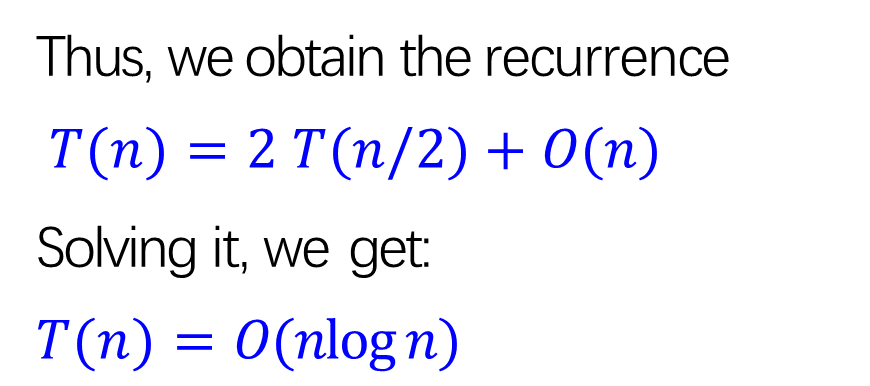 Thus, we obtain the recurrence
T(n) = 2 T(n/2) + O(n)
Solving it, we get:
T(n) = O(nlog n)